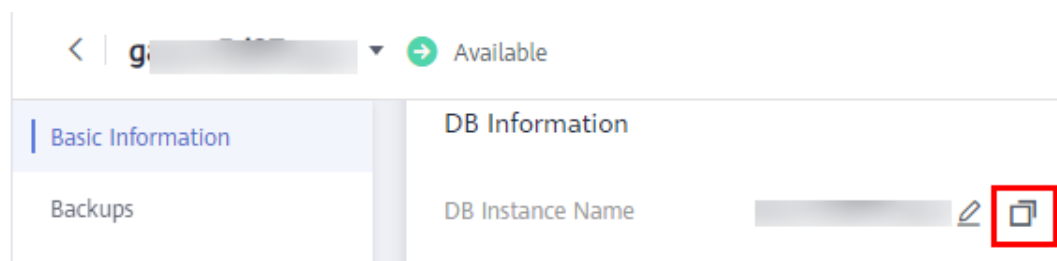 Available
Basic Information
DB Information
Backups
DB Instance Name